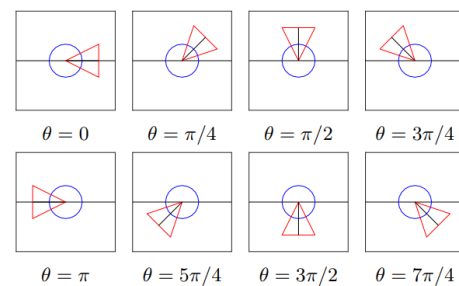 θ = 0 θ = π/4 θ = π/2 θ = 3π/4
θ = π θ = 5π/4 θ = 3π/2 θ = 7π/4